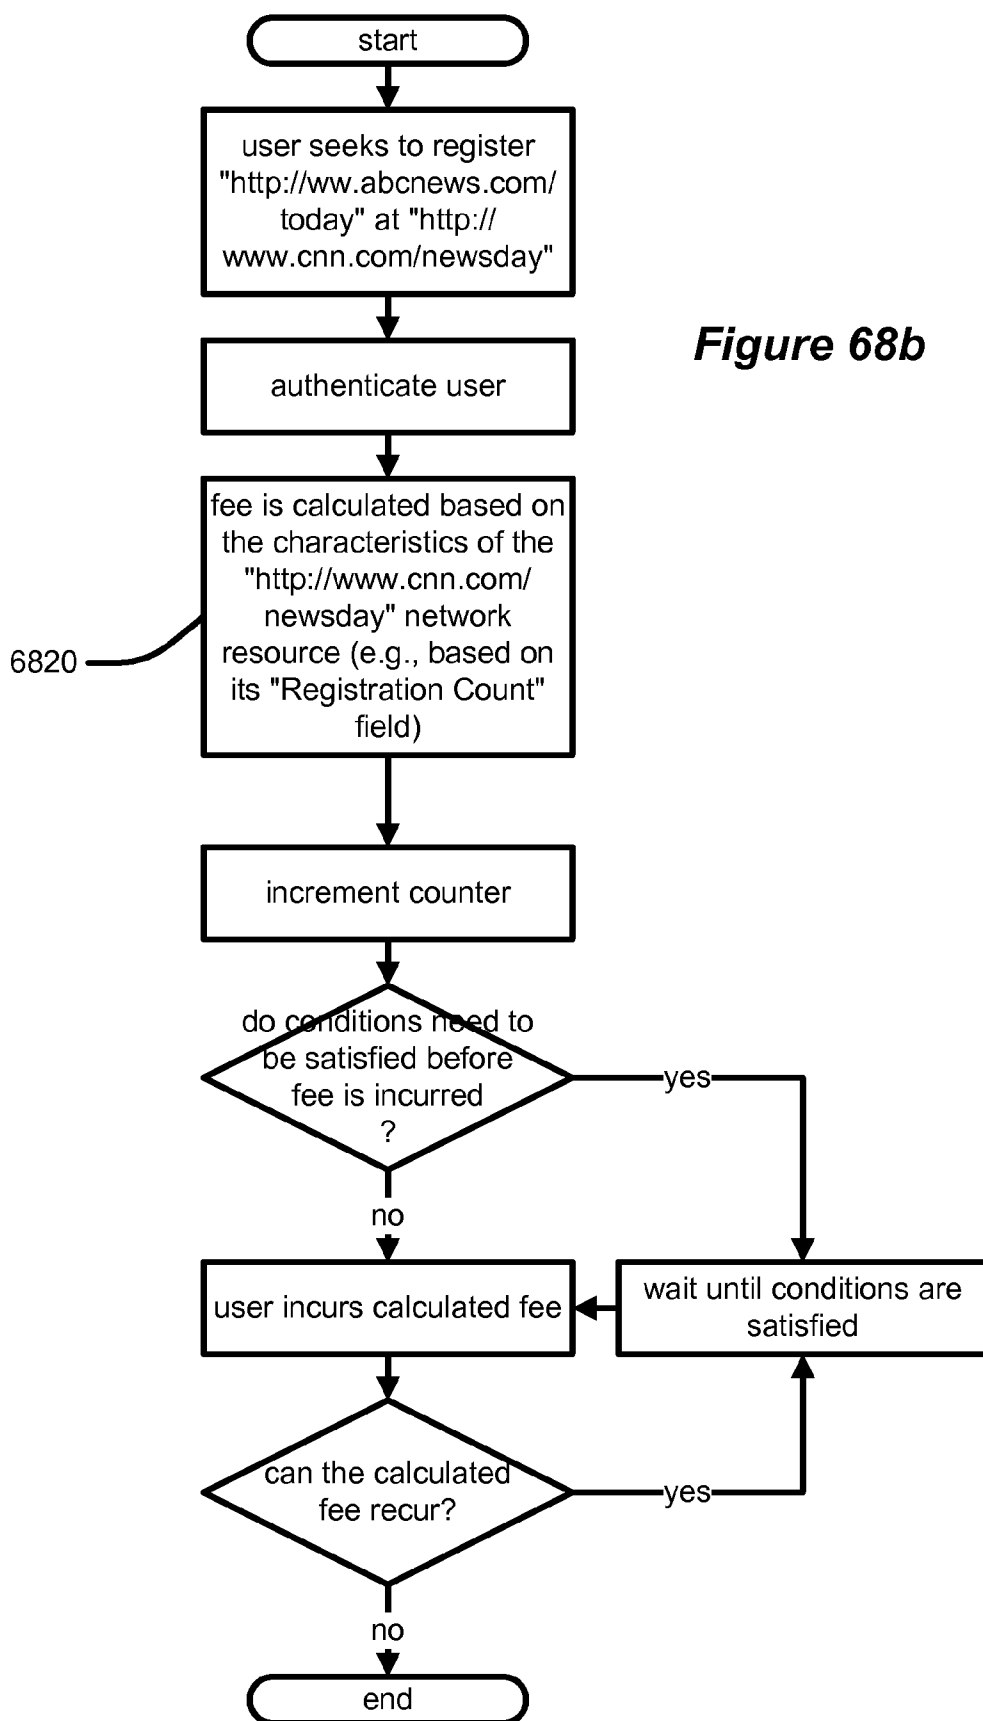 start
user seeks to register
"http://ww.abcnews.com/
today" at "http://
www.cnn.com/newsday"
Figure 68b
authenticate user
fee is calculated based on
the characteristics of the
"http://www.cnn.com/
newsday" network
resource (e.g., based on
its "Registration Count"
field)
6820
increment counter
do conditions need to
be satisfied before
fee is incurred
?
yes
no
user incurs calculated fee
wait until conditions are
satisfied
can the calculated
fee recur?
yes
no
end